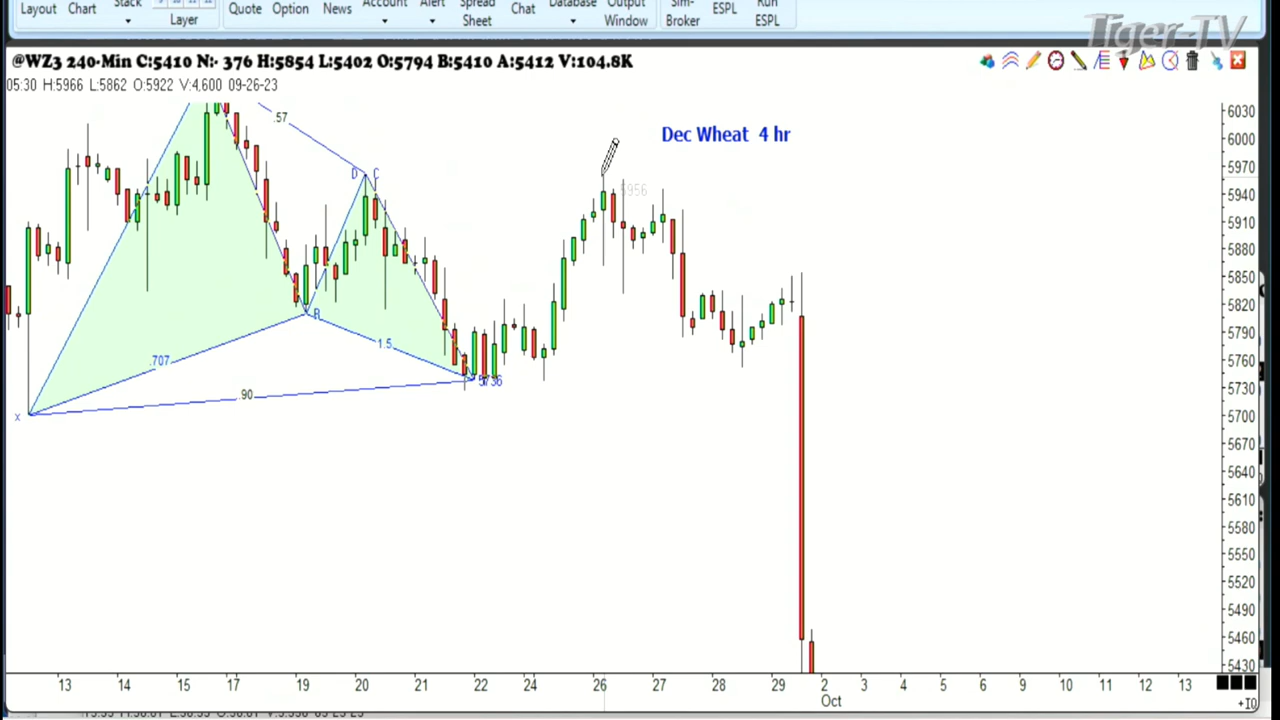 Layout Chart Stack Layer Quote Option News Account Alert Spread Sheet Chat Database Output Window Sim-Broker ESPL Run ESPL
Tiger-TV
@WZ3 240-Min C:5410 N:- 376 H:5854 L:5402 O:5794 B:5410 A:5412 V:104.8K
05:30 H:5966 L:5862 O:5922 V:4,600 09-26-23
Dec Wheat 4 hr
.57
D C
5956
R
1.5
.707
5736
.90
x
6030
6000
5970
5940
5910
5880
5850
5820
5790
5760
5730
5700
5670
5640
5610
5580
5550
5520
5490
5460
5430
13 14 15 17 19 20 21 22 24 25 26 27 28 29 2 3 4 5 6 9 10 11 12 13
Oct
+10